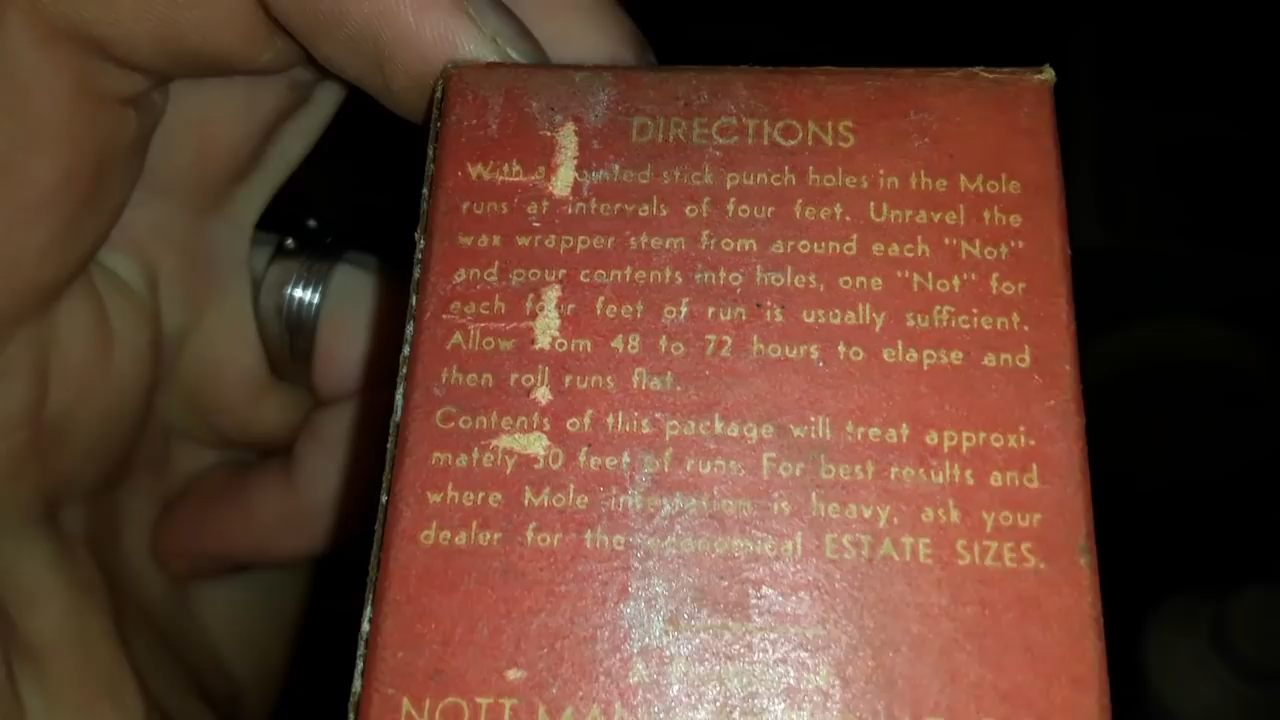 DIRECTIONS
With a pointed stick punch holes in the Mole
runs at intervals of four feet. Unravel the
wax wrapper stem from around each "Not"
and pour contents into holes, one "Not" for
each four feet of run is usually sufficient.
Allow from 48 to 72 hours to elapse and
then roll runs flat.
Contents of this package will treat approxi-
mately 50 feet of runs. For best results and
where Mole infestation is heavy, ask your
dealer for the economical ESTATE SIZES.
NOTT